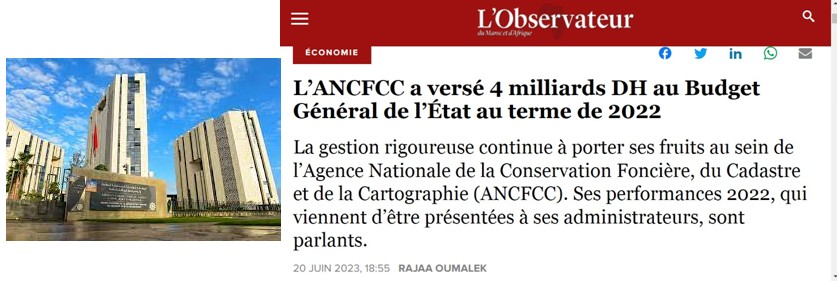 L'Observateur
du Maroc et d'Afrique
ÉCONOMIE
L’ANCFCC a versé 4 milliards DH au Budget
Général de l’État au terme de 2022
La gestion rigoureuse continue à porter ses fruits au sein de
l’Agence Nationale de la Conservation Foncière, du Cadastre
et de la Cartographie (ANCFCC). Ses performances 2022, qui
viennent d’être présentées à ses administrateurs, sont
parlants.
20 JUIN 2023, 18:55 RAJAA OUMALEK